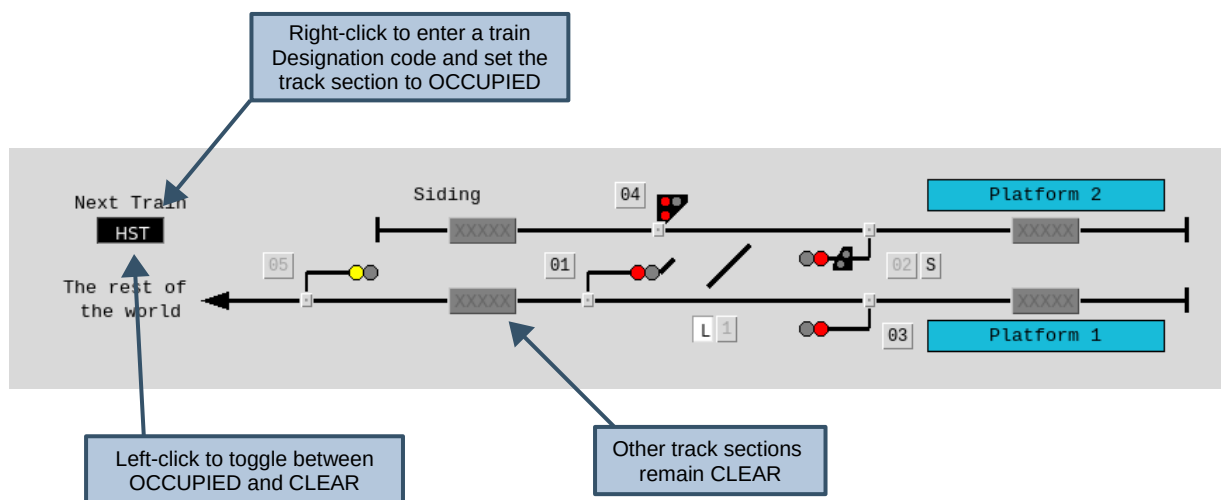 Right-click to enter a train
Designation code and set the
track section to OCCUPIED
Next Train
HST
Siding
04
Platform 2
XXXXX
XXXXX
05
01
02 S
The rest of
the world
XXXXX
XXXXX
L 1
03
Platform 1
Left-click to toggle between
OCCUPIED and CLEAR
Other track sections
remain CLEAR